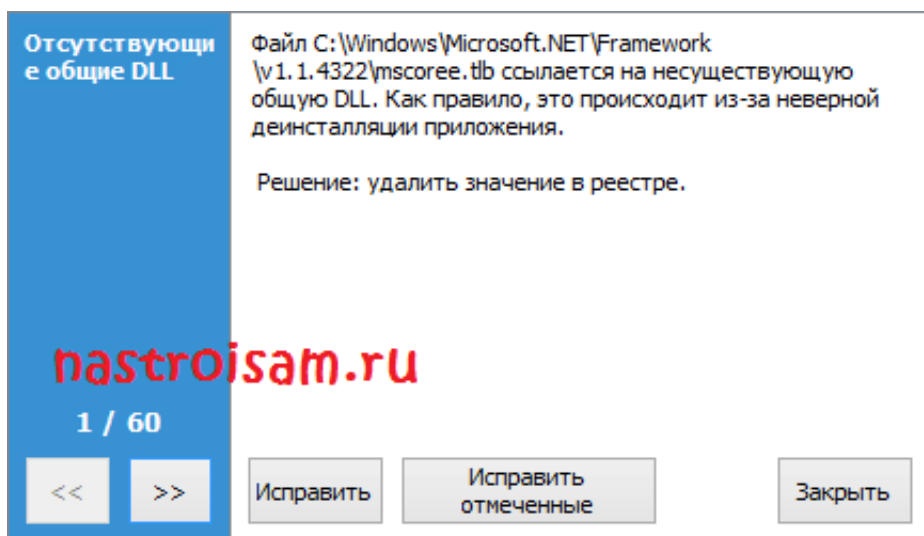 Отсутствующи
е общие DLL
Файл C:\Windows\Microsoft.NET\Framework
\v1.1.4322\mscoree.tlb ссылается на несуществующую
общую DLL. Как правило, это происходит из-за неверной
деинсталляции приложения.
Решение: удалить значение в реестре.
nastroisam.ru
1 / 60
<< >> Исправить Исправить отмеченные Закрыть